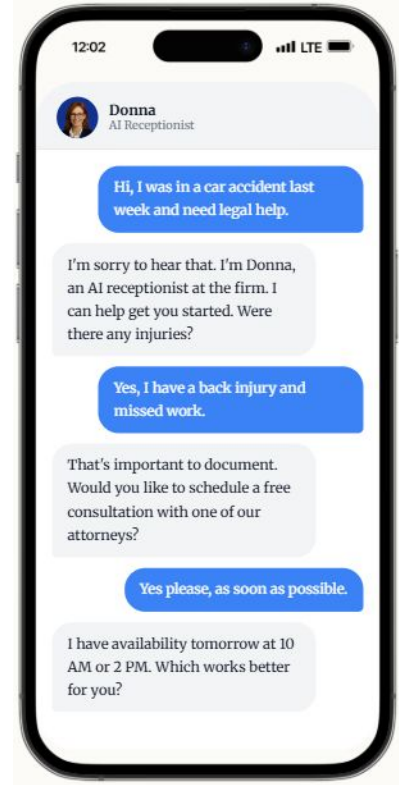 12:02
LTE
Donna
AI Receptionist
Hi, I was in a car accident last
week and need legal help.
I'm sorry to hear that. I'm Donna,
an AI receptionist at the firm. I
can help get you started. Were
there any injuries?
Yes, I have a back injury and
missed work.
That's important to document.
Would you like to schedule a free
consultation with one of our
attorneys?
Yes please, as soon as possible.
I have availability tomorrow at 10
AM or 2 PM. Which works better
for you?